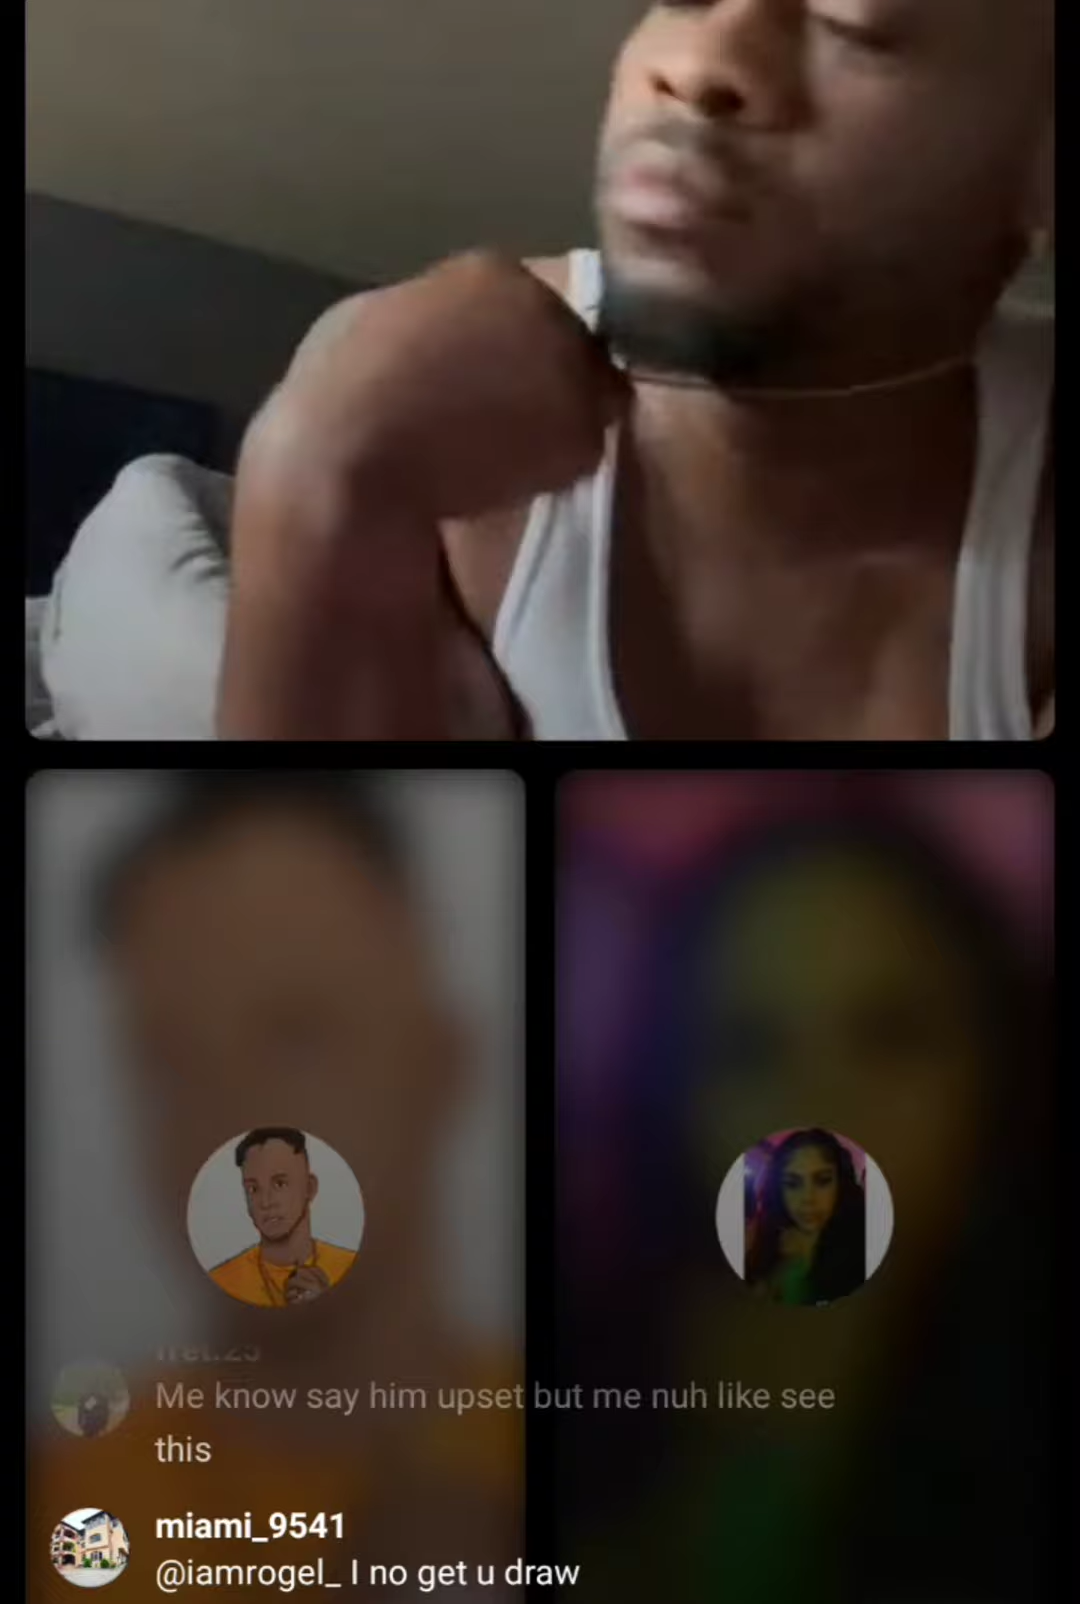 Me know say him upset but me nuh like see
this
miami_9541
@iamrogel_ I no get u draw